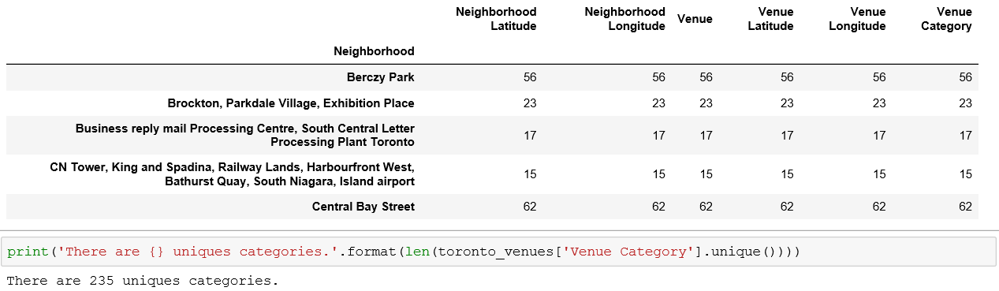 Neighborhood Latitude Neighborhood Longitude Venue Venue Latitude Venue Longitude Venue Category
Neighborhood
Berczy Park 56 56 56 56 56 56
Brockton, Parkdale Village, Exhibition Place 23 23 23 23 23 23
Business reply mail Processing Centre, South Central Letter
Processing Plant Toronto 17 17 17 17 17 17
CN Tower, King and Spadina, Railway Lands, Harbourfront West,
Bathurst Quay, South Niagara, Island airport 15 15 15 15 15 15
Central Bay Street 62 62 62 62 62 62
print('There are {} uniques categories.'.format(len(toronto_venues['Venue Category'].unique())))
There are 235 uniques categories.